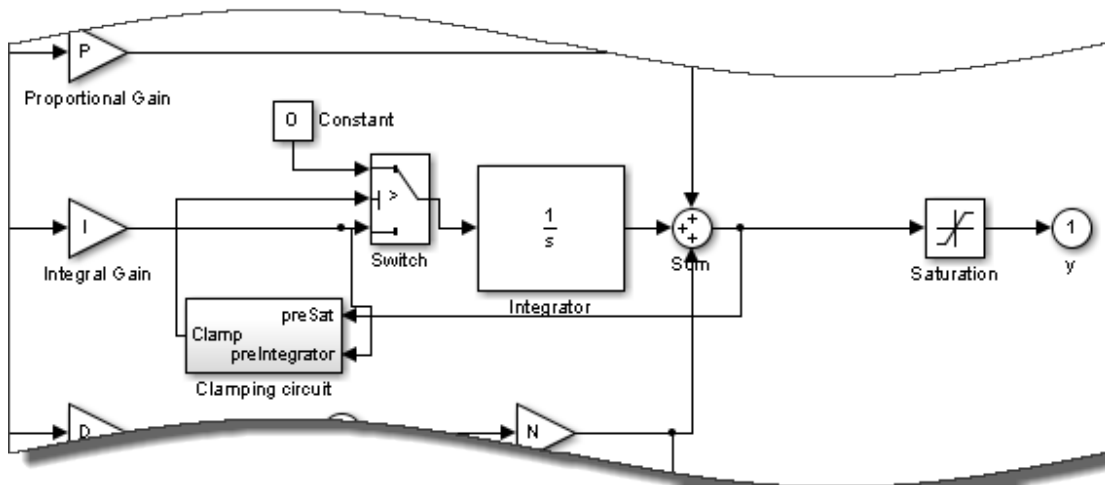 P
Proportional Gain
0
Constant
>
I
Integral Gain
Switch
1
s
Integrator
+
+
+
Sum
Saturation
1
y
preSat
Clamp
preIntegrator
Clamping circuit
D
N